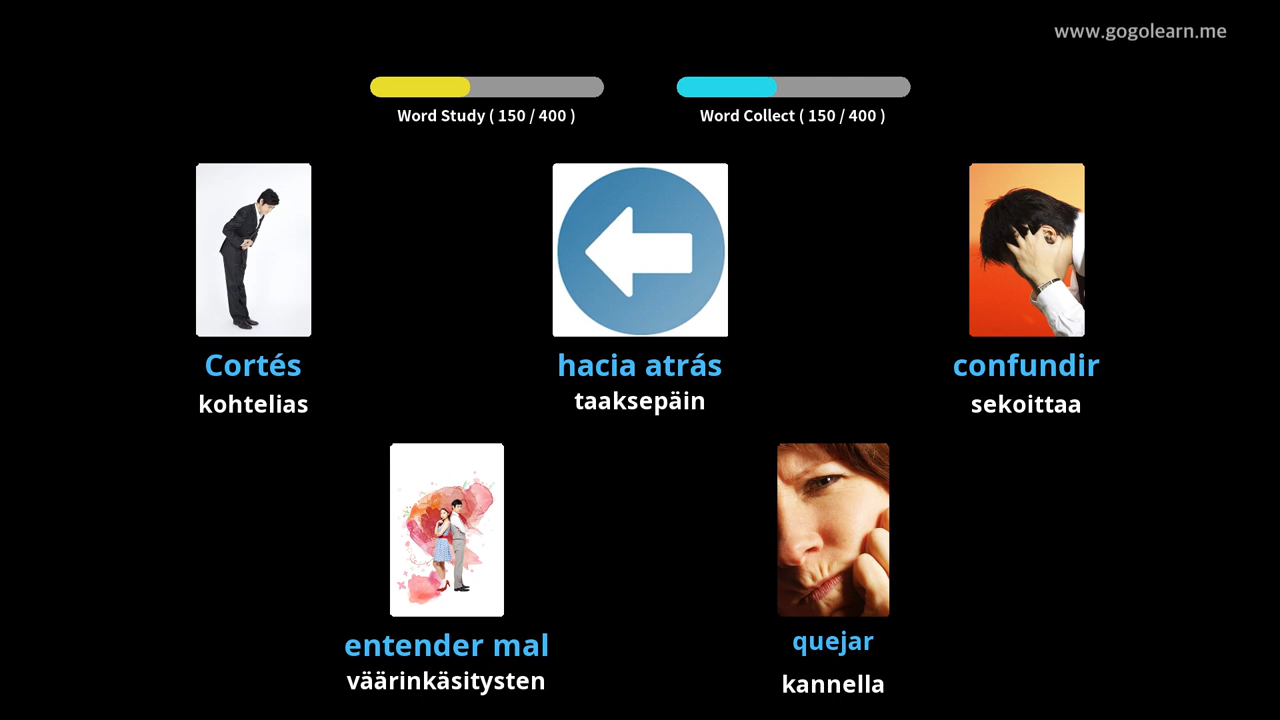 www.gogolearn.me
Word Study ( 150 / 400 )
Word Collect ( 150 / 400 )
Cortés
kohtelias
hacia atrás
taaksepäin
confundir
sekoittaa
entender mal
väärinkäsitysten
quejar
kannella